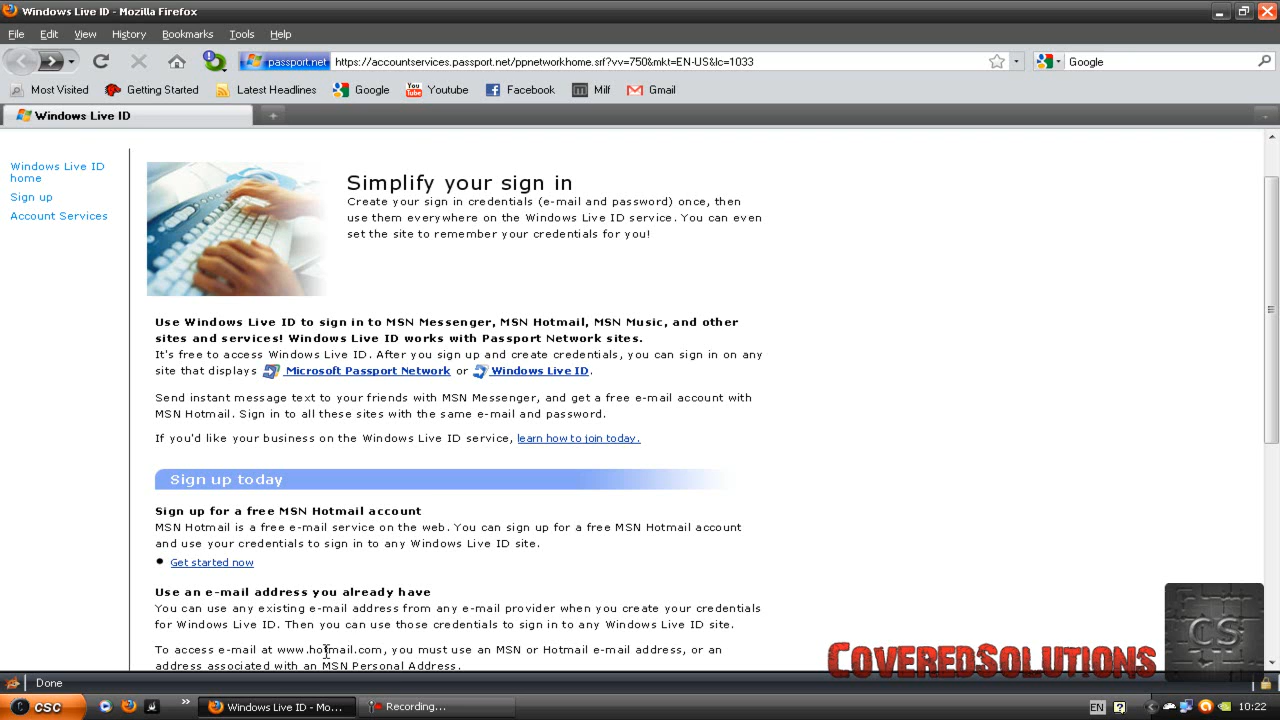 Windows Live ID - Mozilla Firefox
File Edit View History Bookmarks Tools Help
passport.net https://accountservices.passport.net/ppnetworkhome.srf?vv=750&mkt=EN-US&lc=1033 Google
Most Visited Getting Started Latest Headlines Google Youtube Facebook Milf Gmail
Windows Live ID
Windows Live ID
home
Sign up
Account Services
Simplify your sign in
Create your sign in credentials (e-mail and password) once, then
use them everywhere on the Windows Live ID service. You can even
set the site to remember your credentials for you!
Use Windows Live ID to sign in to MSN Messenger, MSN Hotmail, MSN Music, and other
sites and services! Windows Live ID works with Passport Network sites.
It's free to access Windows Live ID. After you sign up and create credentials, you can sign in on any
site that displays Microsoft Passport Network or Windows Live ID.
Send instant message text to your friends with MSN Messenger, and get a free e-mail account with
MSN Hotmail. Sign in to all these sites with the same e-mail and password.
If you'd like your business on the Windows Live ID service, learn how to join today.
Sign up today
Sign up for a free MSN Hotmail account
MSN Hotmail is a free e-mail service on the web. You can sign up for a free MSN Hotmail account
and use your credentials to sign in to any Windows Live ID site.
Get started now
Use an e-mail address you already have
You can use any existing e-mail address from any e-mail provider when you create your credentials
for Windows Live ID. Then you can use those credentials to sign in to any Windows Live ID site.
To access e-mail at www.hotmail.com, you must use an MSN or Hotmail e-mail address, or an
address associated with an MSN Personal Address.
CS
COVEREDSOLUTIONS
Done
CSC » Windows Live ID - Mo... Recording... EN 10:22